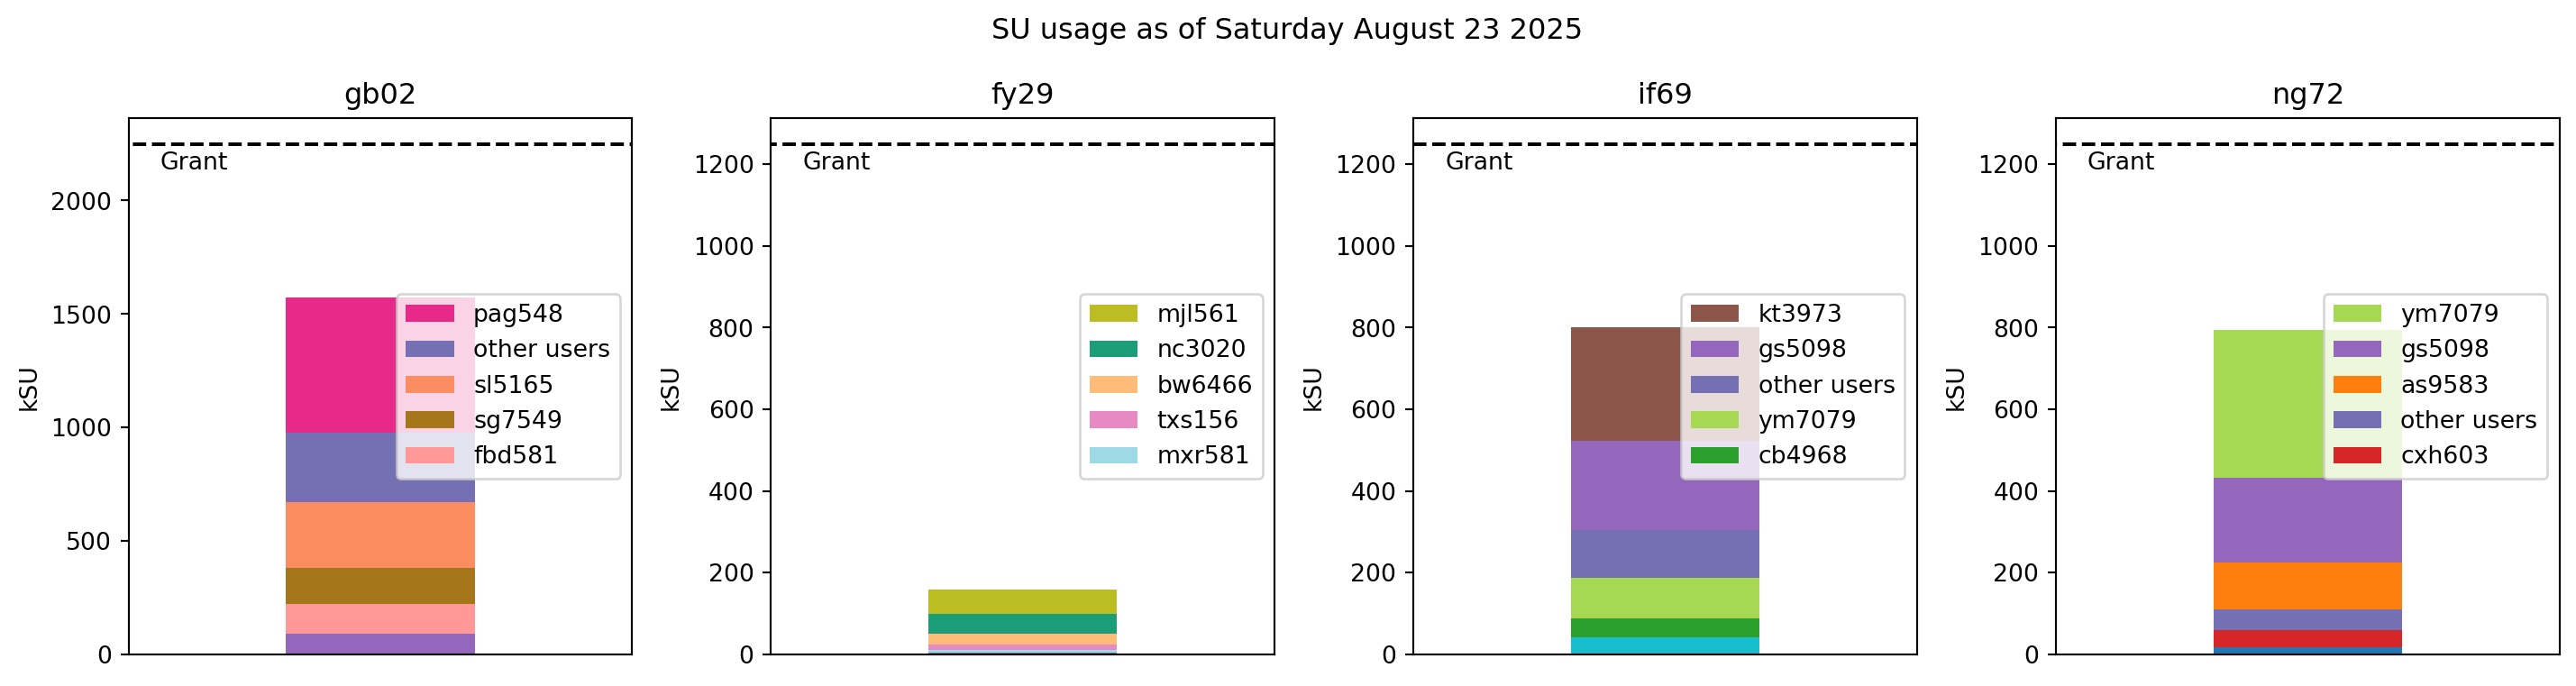 SU usage as of Saturday August 23 2025
gb02
Grant
kSU
2000
1500
1000
500
0
pag548
other users
sl5165
sg7549
fbd581
fy29
Grant
kSU
1200
1000
800
600
400
200
0
mjl561
nc3020
bw6466
txs156
mxr581
if69
Grant
kSU
1200
1000
800
600
400
200
0
kt3973
gs5098
other users
ym7079
cb4968
ng72
Grant
kSU
1200
1000
800
600
400
200
0
ym7079
gs5098
as9583
other users
cxh603